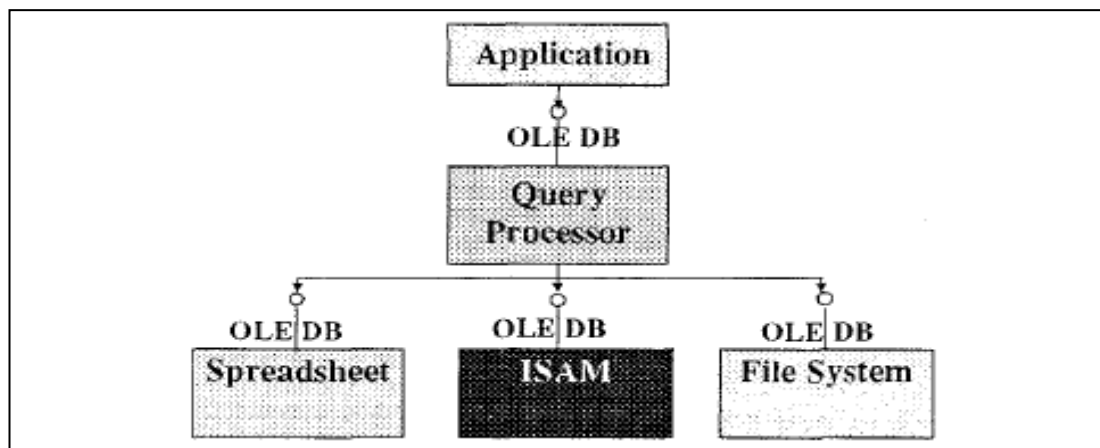 Application
OLE DB
Query
Processor
OLE DB OLE DB OLE DB
Spreadsheet ISAM File System